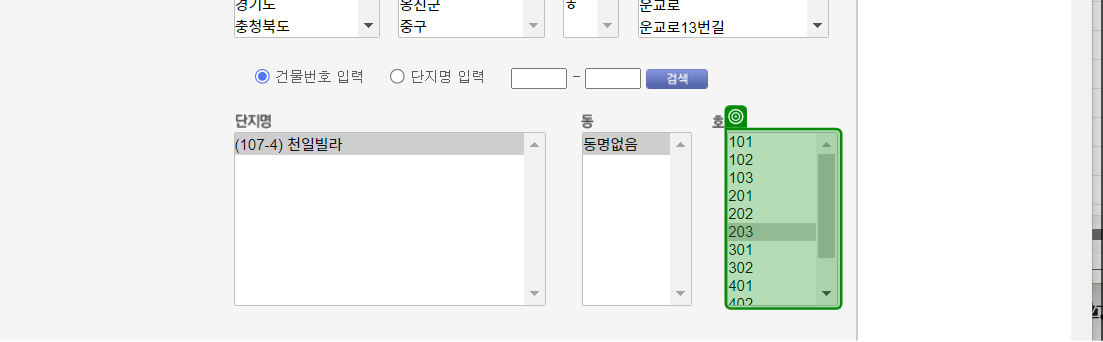 경기도
옹진군
ㅎ
운교로
충청북도
중구
운교로13번길
건물번호 입력
단지명 입력
-
검색
단지명
동
호
(107-4) 천일빌라
동명없음
101
102
103
201
202
203
301
302
401
402